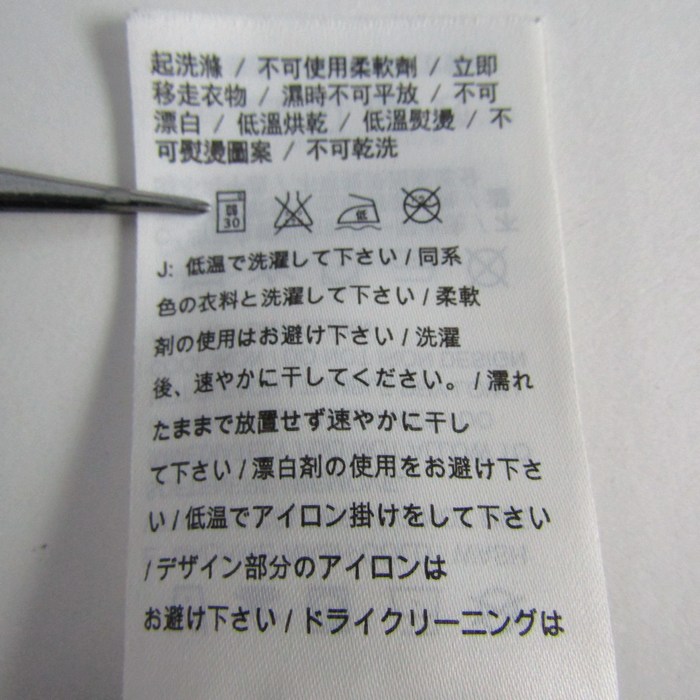 起洗滌 / 不可使用柔軟劑 / 立即
移走衣物 / 濕時不可平放 / 不可
漂白 / 低溫烘乾 / 低溫熨燙 / 不
可熨燙圖案 / 不可乾洗
弱 30 低
J: 低温で洗濯して下さい / 同系
色の衣料と洗濯して下さい / 柔軟
剤の使用はお避け下さい / 洗濯
後、速やかに干してください。 / 濡れ
たままで放置せず速やかに干し
て下さい / 漂白剤の使用をお避け下さ
い / 低温でアイロン掛けをして下さい
/ デザイン部分のアイロンは
お避け下さい / ドライクリーニングは